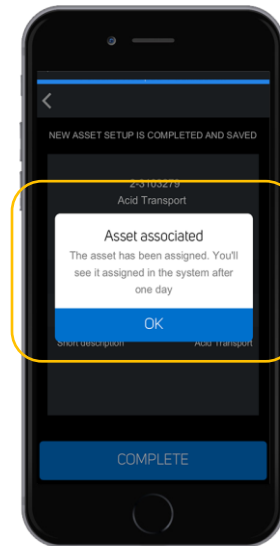 NEW ASSET SETUP IS COMPLETED AND SAVED
2-3103279
Acid Transport
Asset associated
The asset has been assigned. You'll
see it assigned in the system after
one day
OK
Short description Acid Transport
COMPLETE